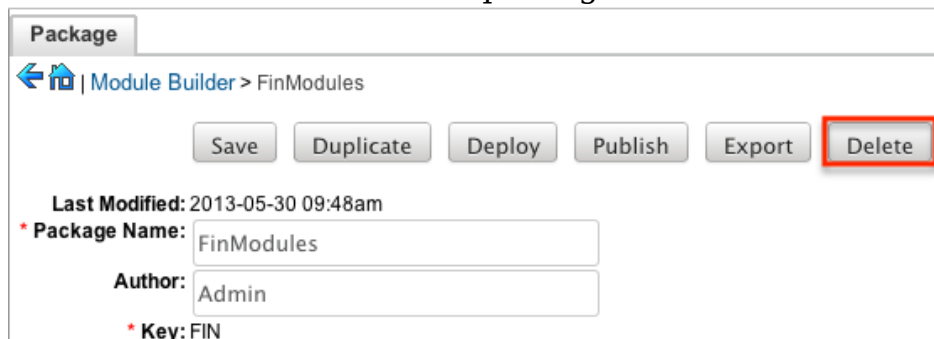 Package
| Module Builder > FinModules
Save Duplicate Deploy Publish Export Delete
Last Modified: 2013-05-30 09:48am
* Package Name: FinModules
Author: Admin
* Key: FIN